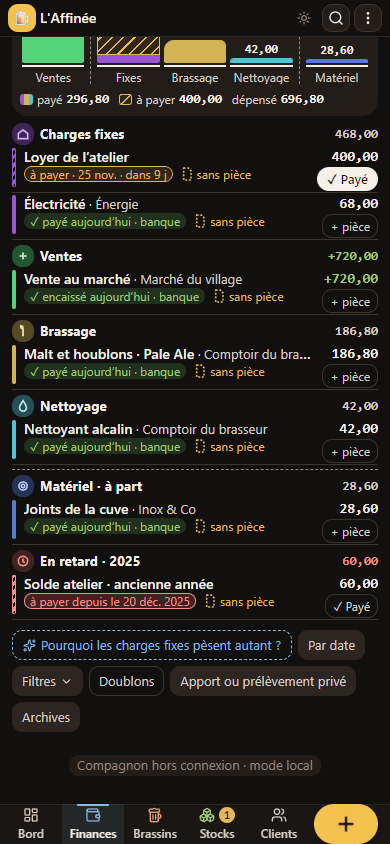 L'Affinée
42,00
28,60
Ventes
Fixes
Brassage
Nettoyage
Matériel
payé 296,80
à payer 400,00
dépensé 696,80
Charges fixes
468,00
Loyer de l'atelier
400,00
à payer · 25 nov. · dans 9 j
sans pièce
✓ Payé
Électricité · Énergie
68,00
✓ payé aujourd'hui · banque
sans pièce
+ pièce
Ventes
+720,00
Vente au marché · Marché du village
+720,00
✓ encaissé aujourd'hui · banque
sans pièce
+ pièce
Brassage
186,80
Malt et houblons · Pale Ale · Comptoir du bra...
186,80
✓ payé aujourd'hui · banque
sans pièce
+ pièce
Nettoyage
42,00
Nettoyant alcalin · Comptoir du brasseur
42,00
✓ payé aujourd'hui · banque
sans pièce
+ pièce
Matériel · à part
28,60
Joints de la cuve · Inox & Co
28,60
✓ payé aujourd'hui · banque
sans pièce
+ pièce
En retard · 2025
60,00
Solde atelier · ancienne année
60,00
à payer depuis le 20 déc. 2025
sans pièce
✓ Payé
Pourquoi les charges fixes pèsent autant ?
Par date
Filtres
Doublons
Apport ou prélèvement privé
Archives
Compagnon hors connexion · mode local
Bord
Finances
Brassins
1
Stocks
Clients
+